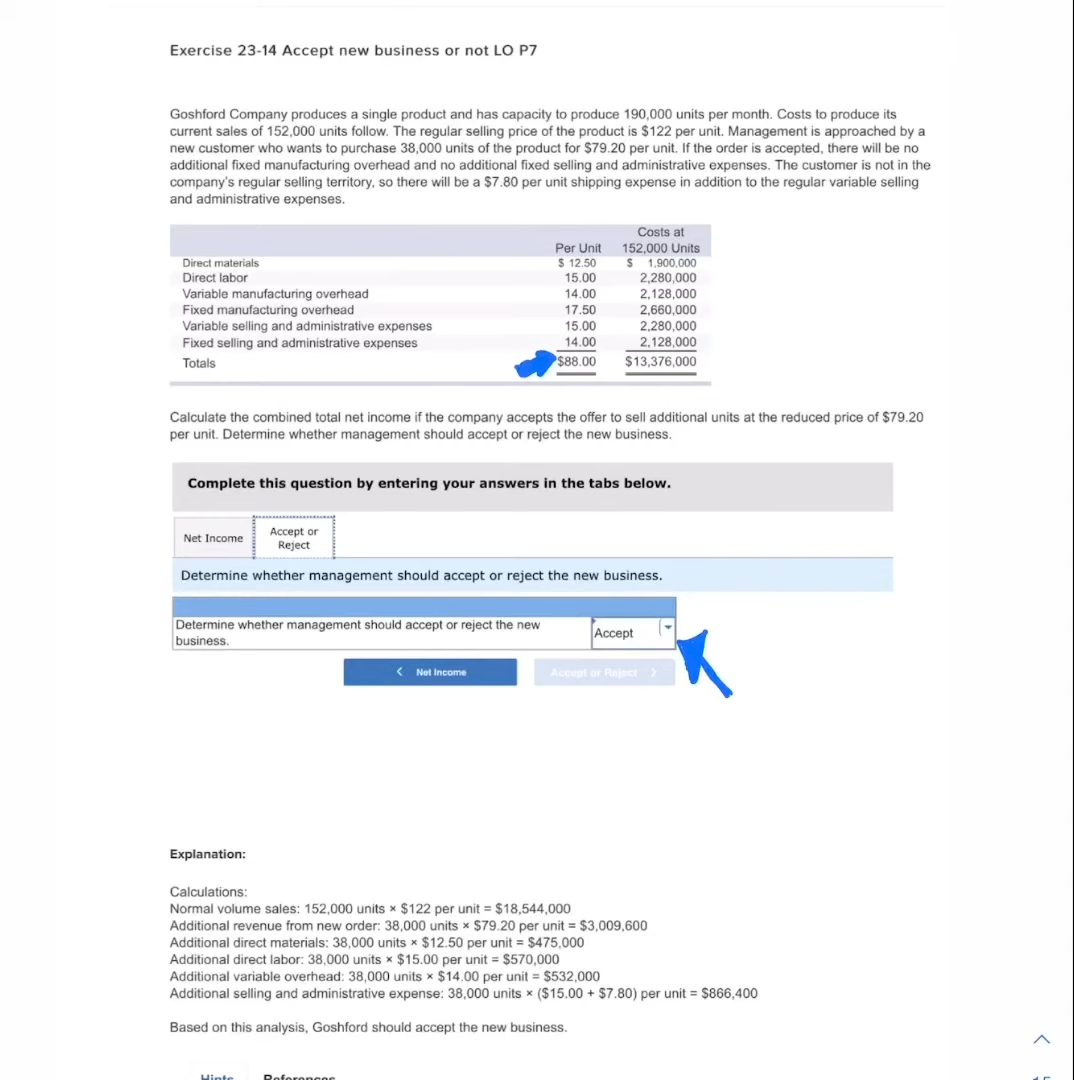 Exercise 23-14 Accept new business or not LO P7
Goshford Company produces a single product and has capacity to produce 190,000 units per month. Costs to produce its
current sales of 152,000 units follow. The regular selling price of the product is $122 per unit. Management is approached by a
new customer who wants to purchase 38,000 units of the product for $79.20 per unit. If the order is accepted, there will be no
additional fixed manufacturing overhead and no additional fixed selling and administrative expenses. The customer is not in the
company's regular selling territory, so there will be a $7.80 per unit shipping expense in addition to the regular variable selling
and administrative expenses.
Costs at
Per Unit 152,000 Units
Direct materials $ 12.50 $ 1,900,000
Direct labor 15.00 2,280,000
Variable manufacturing overhead 14.00 2,128,000
Fixed manufacturing overhead 17.50 2,660,000
Variable selling and administrative expenses 15.00 2,280,000
Fixed selling and administrative expenses 14.00 2,128,000
Totals $88.00 $13,376,000
Calculate the combined total net income if the company accepts the offer to sell additional units at the reduced price of $79.20
per unit. Determine whether management should accept or reject the new business.
Complete this question by entering your answers in the tabs below.
Net Income
Accept or
Reject
Determine whether management should accept or reject the new business.
Determine whether management should accept or reject the new
business.
Accept
< Net Income
Accept or Reject >
Explanation:
Calculations:
Normal volume sales: 152,000 units × $122 per unit = $18,544,000
Additional revenue from new order: 38,000 units × $79.20 per unit = $3,009,600
Additional direct materials: 38,000 units × $12.50 per unit = $475,000
Additional direct labor: 38,000 units × $15.00 per unit = $570,000
Additional variable overhead: 38,000 units × $14.00 per unit = $532,000
Additional selling and administrative expense: 38,000 units × ($15.00 + $7.80) per unit = $866,400
Based on this analysis, Goshford should accept the new business.
Hints References